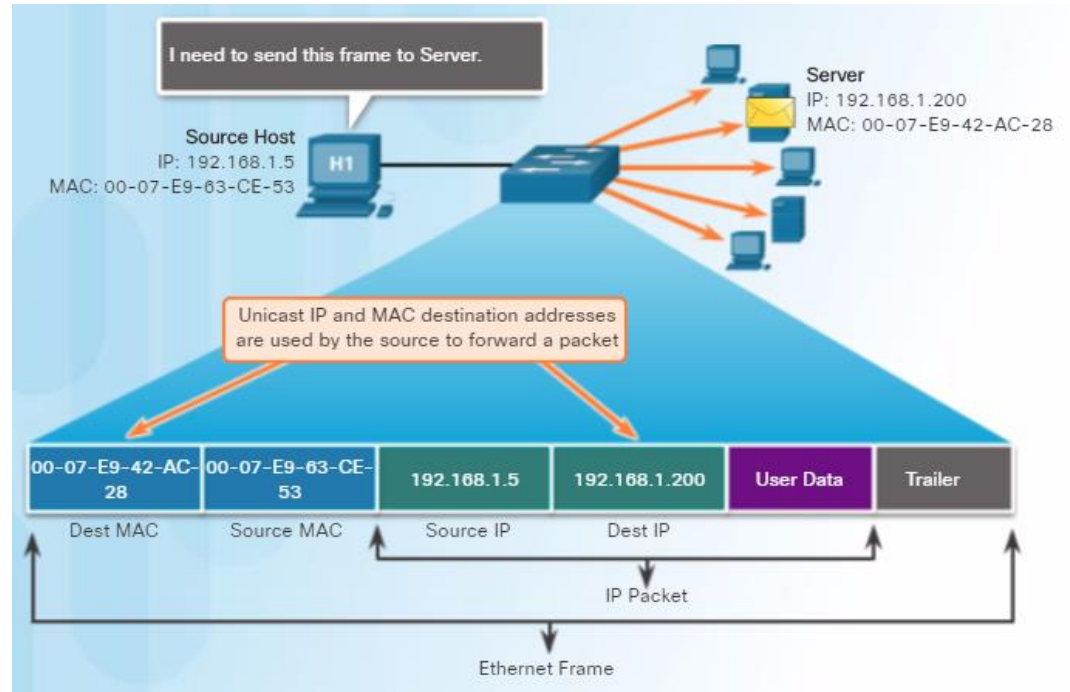 I need to send this frame to Server.
Server
IP: 192.168.1.200
MAC: 00-07-E9-42-AC-28
Source Host
IP: 192.168.1.5
MAC: 00-07-E9-63-CE-53
H1
Unicast IP and MAC destination addresses
are used by the source to forward a packet
00-07-E9-42-AC-
28
00-07-E9-63-CE-
53
192.168.1.5
192.168.1.200
User Data
Trailer
Dest MAC
Source MAC
Source IP
Dest IP
IP Packet
Ethernet Frame